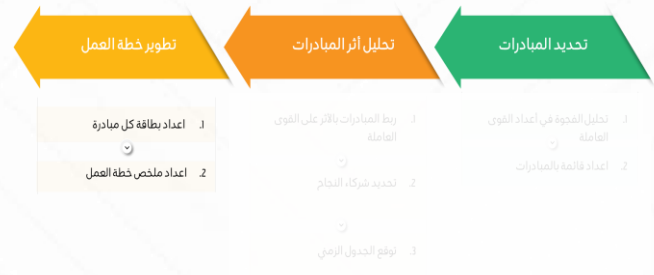 تحديد المبادرات
تحليل أثر المبادرات
تطوير خطة العمل
1. تحليل الفجوة في أعداد القوى
العاملة
2. اعداد قائمة بالمبادرات
1. ربط المبادرات بالأثر على القوى
العاملة
2. تحديد شركاء النجاح
3. توقع الجدول الزمني
1. اعداد بطاقة كل مبادرة
2. اعداد ملخص خطة العمل